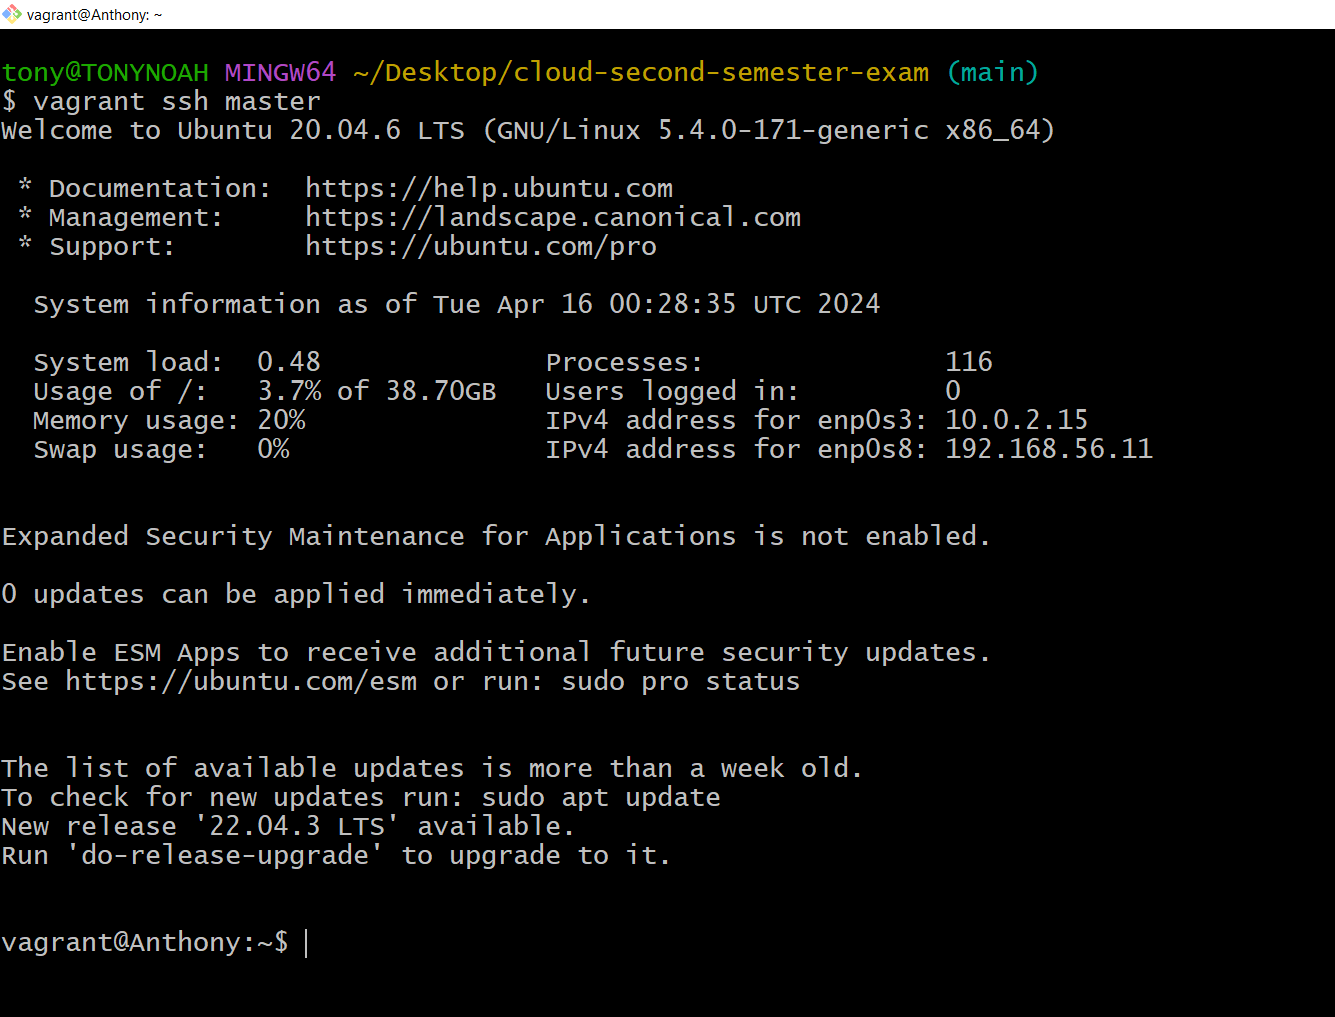 vagrant@Anthony: ~
tony@TONYNOAH MINGW64 ~/Desktop/cloud-second-semester-exam (main)
$ vagrant ssh master
Welcome to Ubuntu 20.04.6 LTS (GNU/Linux 5.4.0-171-generic x86_64)
* Documentation: https://help.ubuntu.com
* Management: https://landscape.canonical.com
* Support: https://ubuntu.com/pro
System information as of Tue Apr 16 00:28:35 UTC 2024
System load: 0.48 Processes: 116
Usage of /: 3.7% of 38.70GB Users logged in: 0
Memory usage: 20% IPv4 address for enp0s3: 10.0.2.15
Swap usage: 0% IPv4 address for enp0s8: 192.168.56.11
Expanded Security Maintenance for Applications is not enabled.
0 updates can be applied immediately.
Enable ESM Apps to receive additional future security updates.
See https://ubuntu.com/esm or run: sudo pro status
The list of available updates is more than a week old.
To check for new updates run: sudo apt update
New release '22.04.3 LTS' available.
Run 'do-release-upgrade' to upgrade to it.
vagrant@Anthony:~$